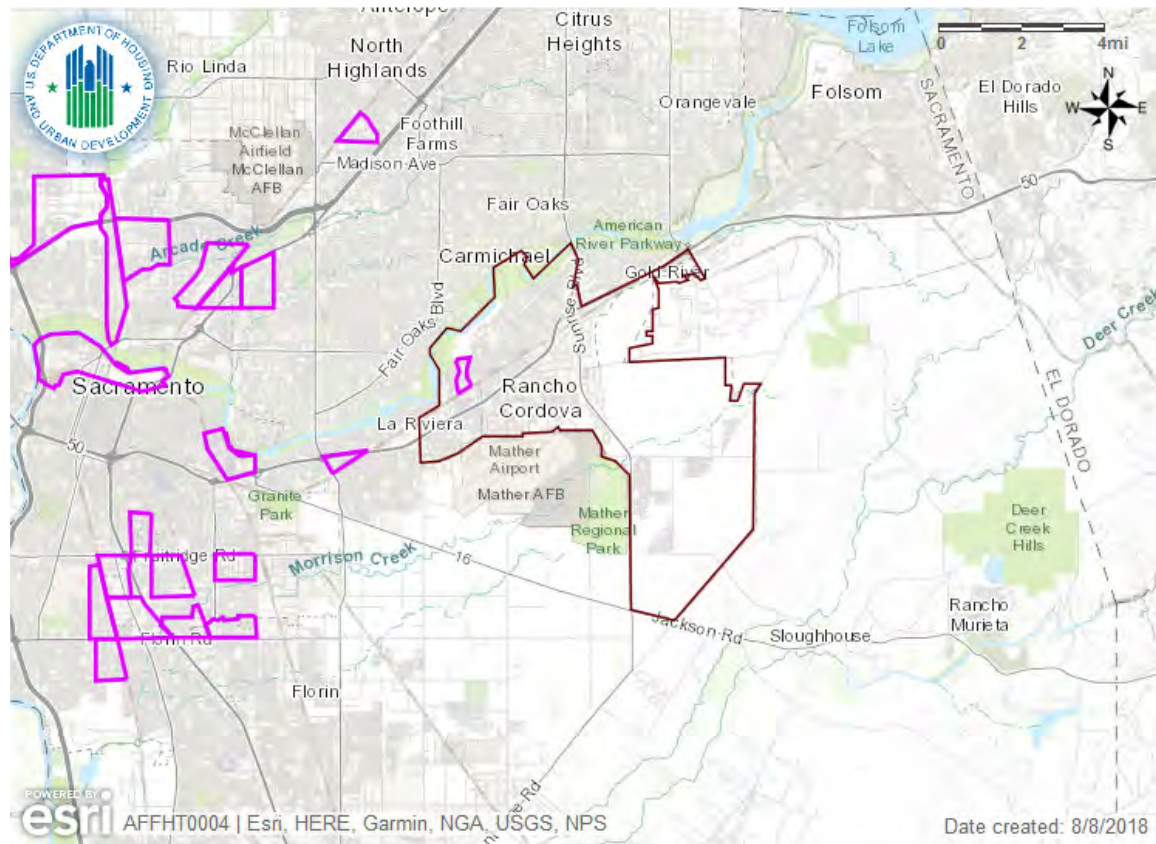 Antelope
Citrus
Heights
Folsom
Lake
0 2 4mi
U.S. DEPARTMENT OF HOUSING
AND URBAN DEVELOPMENT
Rio Linda
North
Highlands
Orangevale
Folsom
El Dorado
Hills
N
W E
S
SACRAMENTO
McClellan
Airfield
McClellan
AFB
Foothill
Farms
Madison Ave
50
Fair Oaks
American
River Parkway
Arcade Creek
Carmichael
Gold River
Sunrise Blvd
Fair Oaks Blvd
Deer Creek
EL DORADO
Sacramento
Rancho
Cordova
La Riviera
50
Mather
Airport
Mather AFB
Granite
Park
Mather
Regional
Park
Deer
Creek
Hills
Fruitridge Rd
Morrison Creek
16
Rancho
Murieta
Jackson Rd
Sloughhouse
Florin Rd
Florin
Rd
POWERED BY
esri
AFFHT0004 | Esri, HERE, Garmin, NGA, USGS, NPS
Date created: 8/8/2018